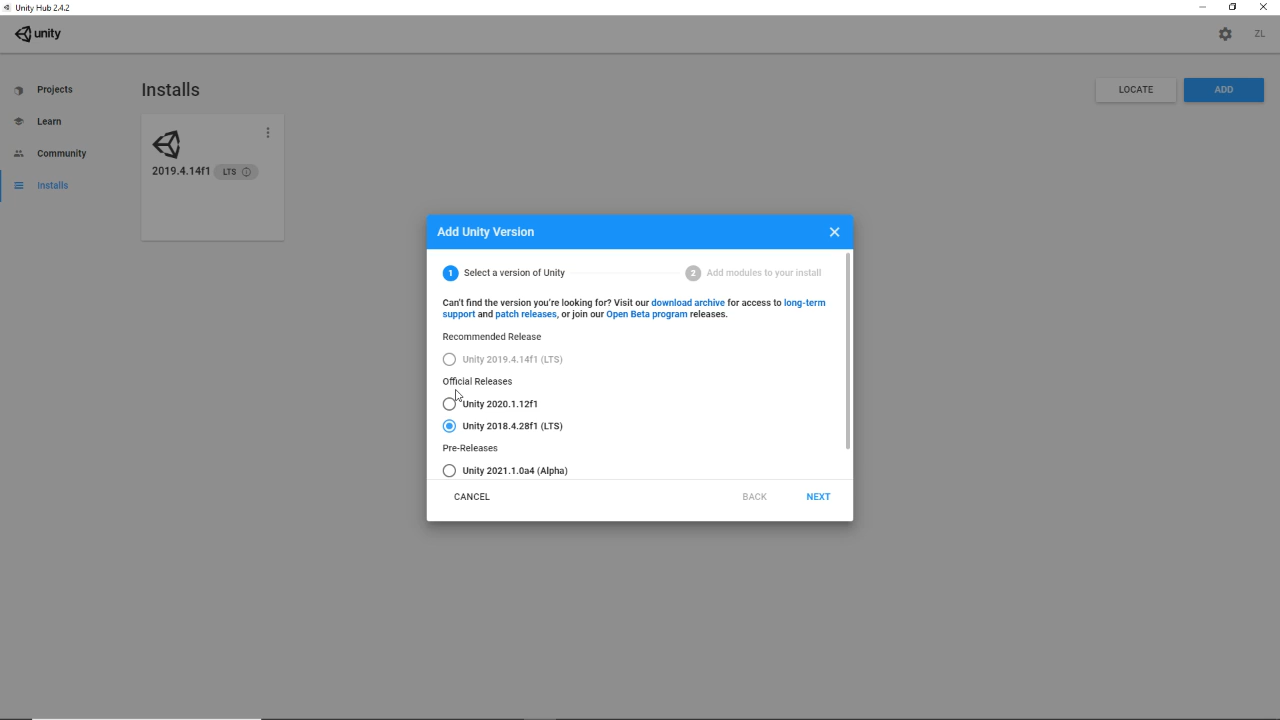 Unity Hub 2.4.2
unity
ZL
Projects
Learn
Community
Installs
Installs
LOCATE
ADD
2019.4.14f1 LTS
Add Unity Version
1 Select a version of Unity
2 Add modules to your install
Can't find the version you're looking for? Visit our download archive for access to long-term
support and patch releases, or join our Open Beta program releases.
Recommended Release
Unity 2019.4.14f1 (LTS)
Official Releases
Unity 2020.1.12f1
Unity 2018.4.28f1 (LTS)
Pre-Releases
Unity 2021.1.0a4 (Alpha)
CANCEL
BACK
NEXT